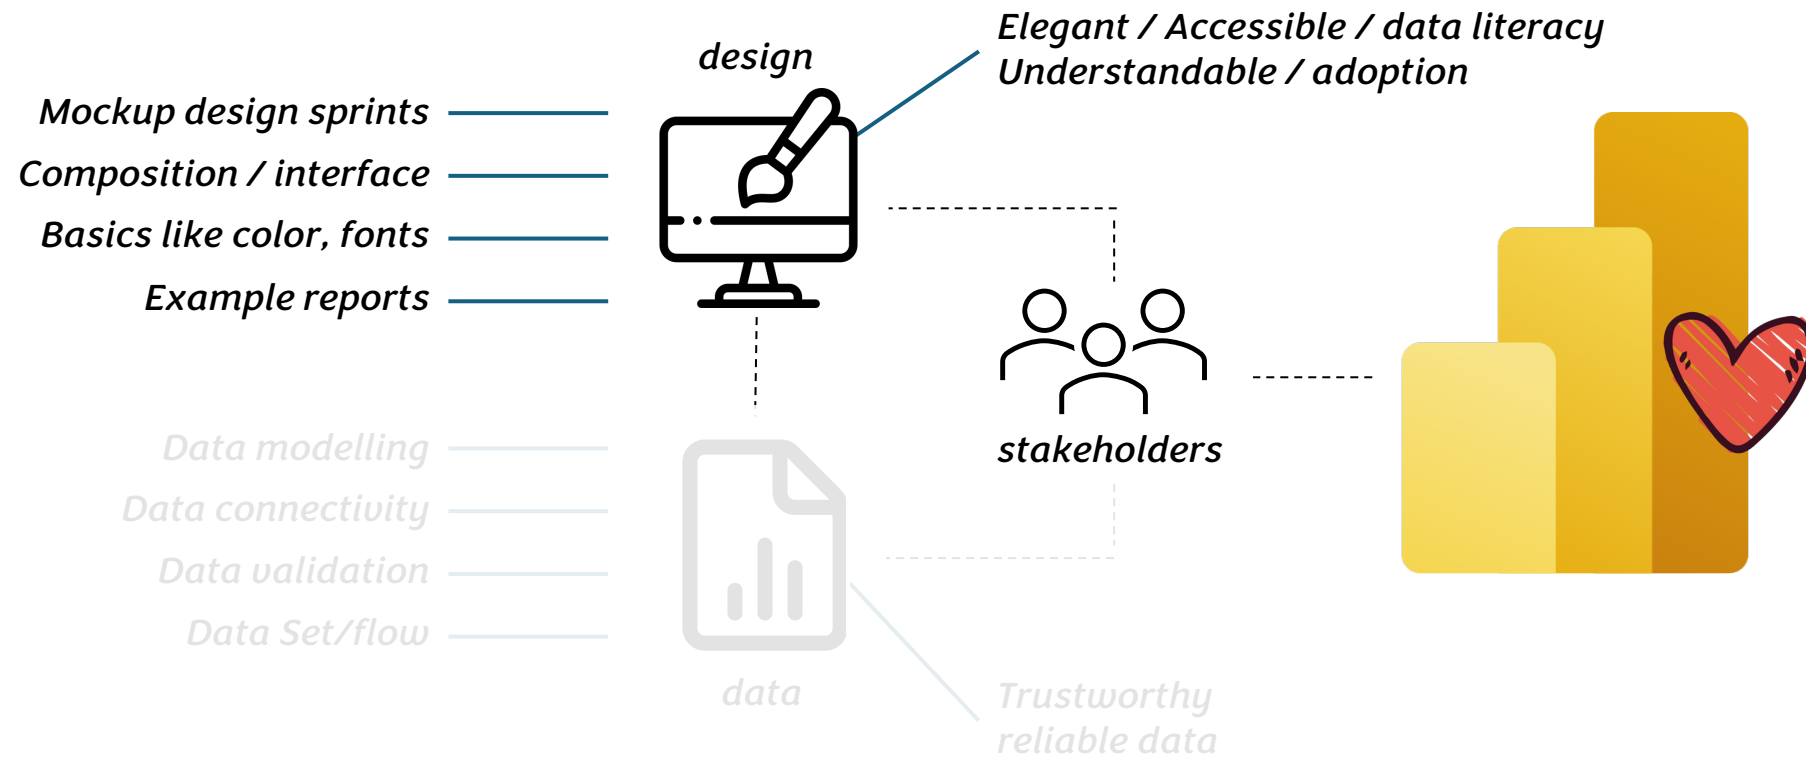 design
Elegant / Accessible / data literacy
Understandable / adoption
Mockup design sprints
Composition / interface
Basics like color, fonts
Example reports
stakeholders
Data modelling
Data connectivity
Data validation
Data Set/flow
data
Trustworthy
reliable data